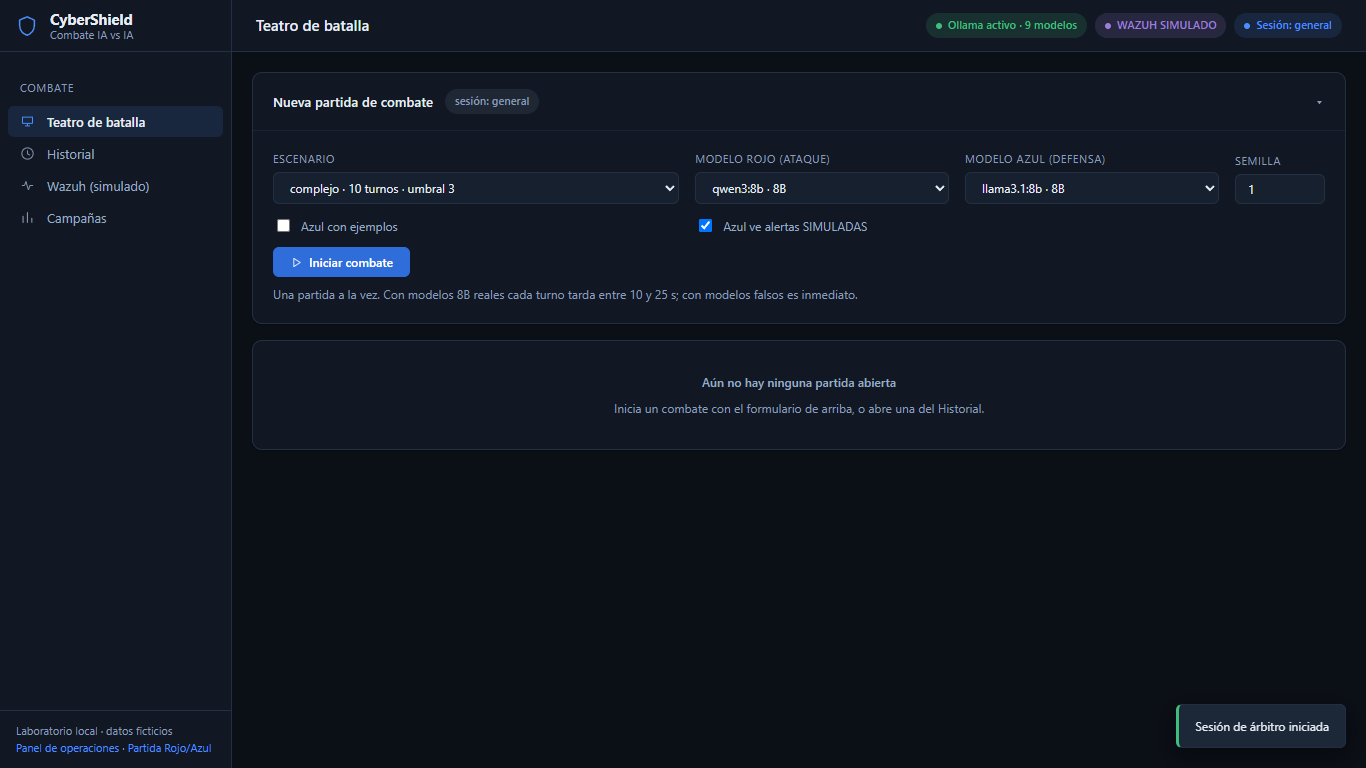 CyberShield
Combate IA vs IA
Teatro de batalla
Ollama activo · 9 modelos
WAZUH SIMULADO
Sesión: general
COMBATE
Teatro de batalla
Historial
Wazuh (simulado)
Campañas
Nueva partida de combate
sesión: general
ESCENARIO
MODELO ROJO (ATAQUE)
MODELO AZUL (DEFENSA)
SEMILLA
complejo · 10 turnos · umbral 3
qwen3:8b · 8B
llama3.1:8b · 8B
1
Azul con ejemplos
Azul ve alertas SIMULADAS
Iniciar combate
Una partida a la vez. Con modelos 8B reales cada turno tarda entre 10 y 25 s; con modelos falsos es inmediato.
Aún no hay ninguna partida abierta
Inicia un combate con el formulario de arriba, o abre una del Historial.
Laboratorio local · datos ficticios
Panel de operaciones · Partida Rojo/Azul
Sesión de árbitro iniciada